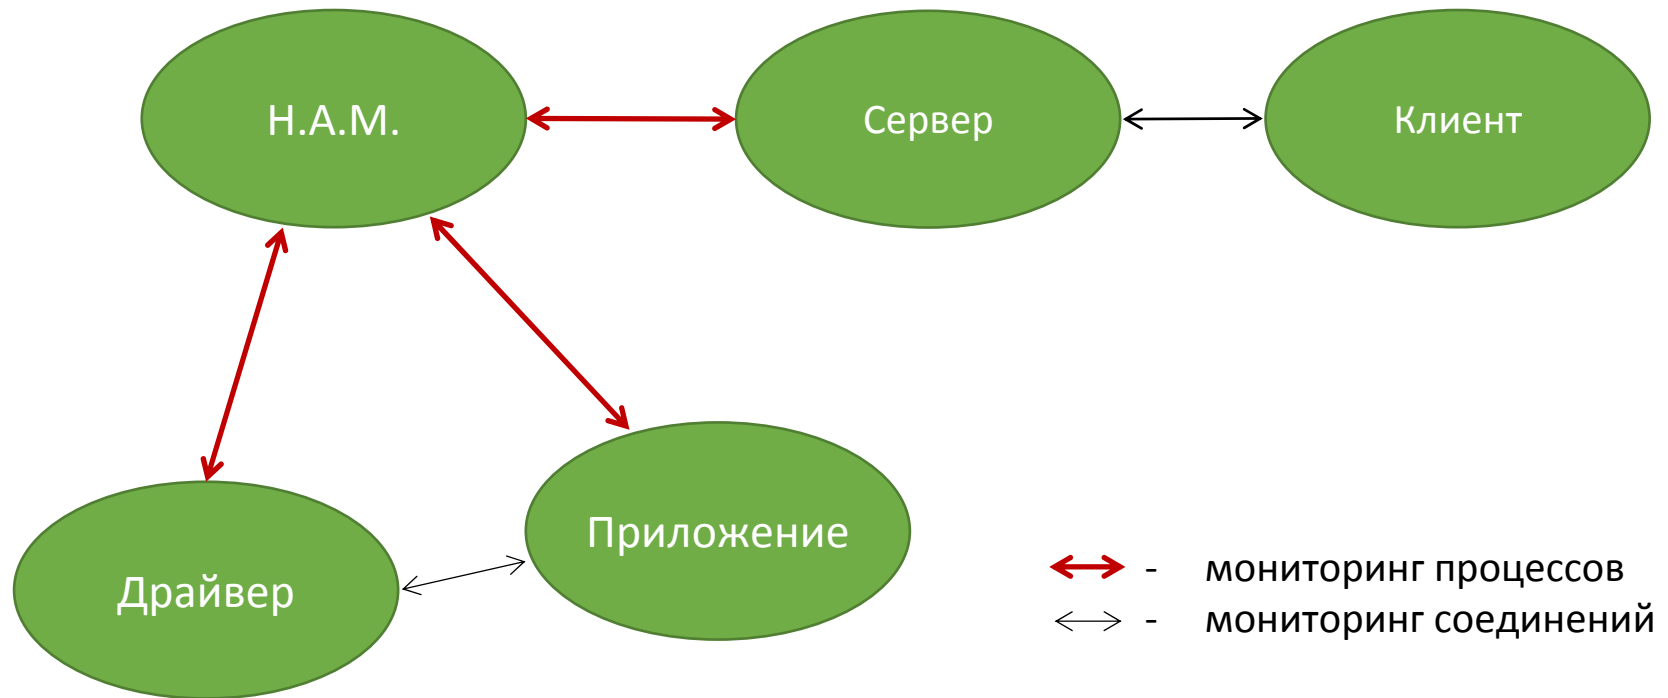 Н.А.М.
Сервер
Клиент
Приложение
Драйвер
- мониторинг процессов
- мониторинг соединений